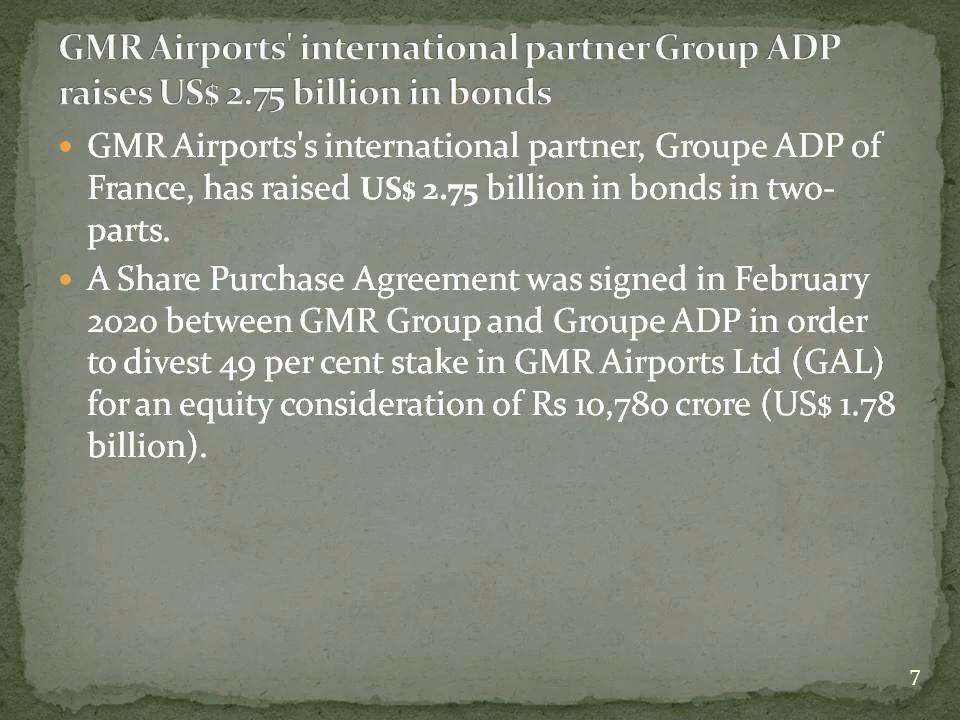 GMR Airports' international partner Group ADP
raises US$ 2.75 billion in bonds
• GMR Airports's international partner, Groupe ADP of
France, has raised US$ 2.75 billion in bonds in two-
parts.
• A Share Purchase Agreement was signed in February
2020 between GMR Group and Groupe ADP in order
to divest 49 per cent stake in GMR Airports Ltd (GAL)
for an equity consideration of Rs 10,780 crore (US$ 1.78
billion).
7